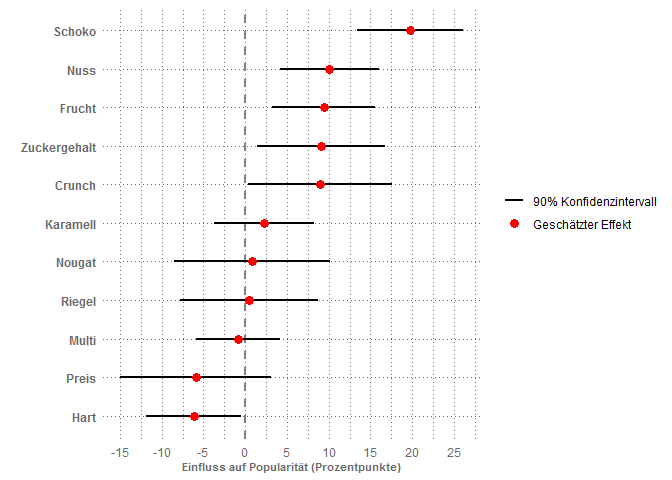 Schoko
Nuss
Frucht
Zuckergehalt
Crunch
Karamell
Nougat
Riegel
Multi
Preis
Hart
-15 -10 -5 0 5 10 15 20 25
Einfluss auf Popularität (Prozentpunkte)
90% Konfidenzintervall
Geschätzter Effekt